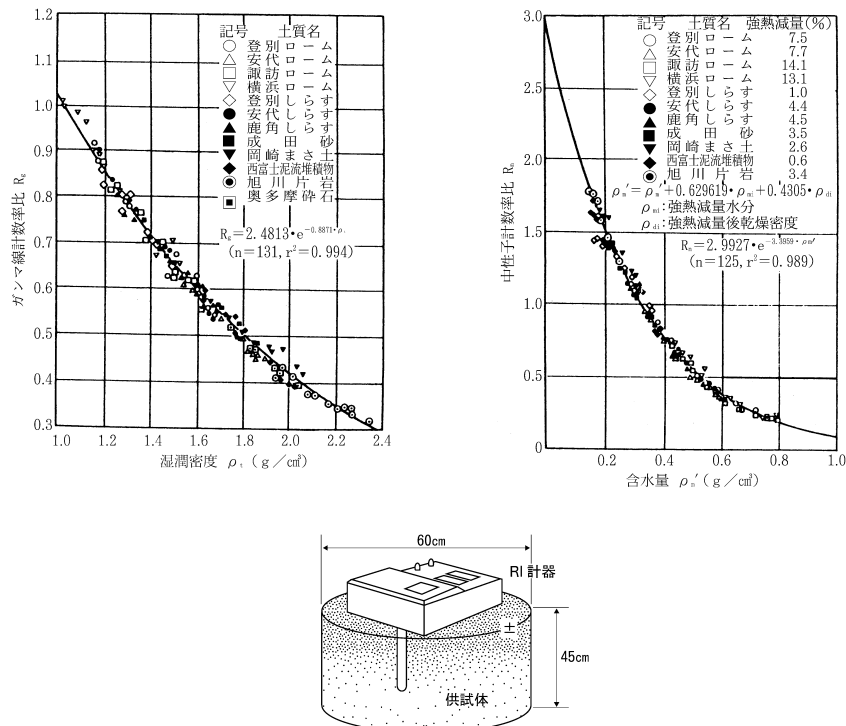 1.2
1.1
1.0
0.9
0.8
0.7
0.6
0.5
0.4
0.3
ガンマ線計数率比 Rg
記号 土質名
登別ローム
安代ローム
諏訪ローム
横浜ローム
登別しらす
安代しらす
鹿角しらす
成田砂
岡崎まさ土
西富士泥流堆積物
旭川片岩
奥多摩砕石
Rg=2.4813・e-0.8871・ρt
(n=131,r²=0.994)
1.0 1.2 1.4 1.6 1.8 2.0 2.2 2.4
湿潤密度 ρt (g/cm³)
3.0
2.5
2.0
1.5
1.0
0.5
0
中性子計数率比 Rn
記号 土質名 強熱減量(%)
登別ローム 7.5
安代ローム 7.7
諏訪ローム 14.1
横浜ローム 13.1
登別しらす 1.0
安代しらす 4.4
鹿角しらす 4.5
成田砂 3.5
岡崎まさ土 2.6
西富士泥流堆積物 0.6
旭川片岩 3.4
ρm′=ρm′+0.629619・ρmi+0.4305・ρdi
ρmi:強熱減量水分
ρdi:強熱減量後乾燥密度
Rn=2.9927・e-3.3859・ρm′
(n=125,r²=0.989)
0.2 0.4 0.6 0.8 1.0
含水量 ρm′(g/cm³)
60cm
RI計器
土
45cm
供試体